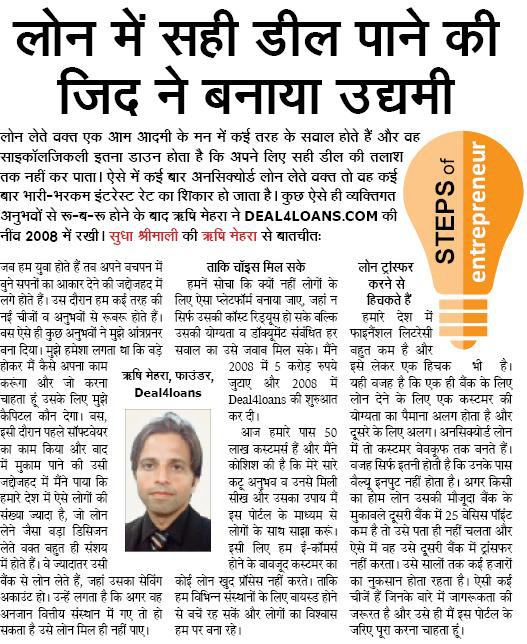 लोन में सही डील पाने की
जिद ने बनाया उद्यमी
लोन लेते वक्त एक आम आदमी के मन में कई तरह के सवाल होते हैं और वह
साइकॉलजिकली इतना डाउन होता है कि अपने लिए सही डील की तलाश
तक नहीं कर पाता। ऐसे में कई बार अनसिक्योर्ड लोन लेते वक्त तो वह कई
बार भारी-भरकम इंटरेस्ट रेट का शिकार हो जाता है। कुछ ऐसे ही व्यक्तिगत
अनुभवों से रू-ब-रू होने के बाद ऋषि मेहरा ने DEAL4LOANS.COM की
नींव 2008 में रखी। सुधा श्रीमाली की ऋषि मेहरा से बातचीतः
STEPS of
entrepreneur
जब हम युवा होते हैं तब अपने बचपन में
बुने सपनों का आकार देने की जद्दोजहद में
लगे होते हैं। उस दौरान हम कई तरह की
नई चीजों व अनुभवों से रूबरू होते हैं।
बस ऐसे ही कुछ अनुभवों ने मुझे आंत्रप्रनर
बना दिया। मुझे हमेशा लगता था कि बड़े
होकर मैं कैसे अपना काम
करूंगा और जो करना
चाहता हूं उसके लिए मुझे
कैपिटल कौन देगा। बस,
इसी दौरान पहले सॉफ्टवेयर
का काम किया और बाद
में मुकाम पाने की उसी
जद्दोजहद में मैंने पाया कि
हमारे देश में ऐसे लोगों की
संख्या ज्यादा है, जो लोन
लेने जैसा बड़ा डिसिजन
लेते वक्त बहुत ही संशय
में होते हैं। वे ज्यादातर उसी
बैंक से लोन लेते हैं, जहां उसका सेविंग
अकाउंट हो। उन्हें लगता है कि अगर वह
अनजान वित्तीय संस्थान में गए तो हो
सकता है उसे लोन मिल ही नहीं पाए।
ऋषि मेहरा, फाउंडर,
Deal4loans
ताकि चॉइस मिल सके
हमनें सोचा कि क्यों नहीं लोगों के
लिए ऐसा प्लेटफॉर्म बनाया जाए, जहां न
सिर्फ उसकी कॉस्ट रिड्यूस हो सके बल्कि
उसकी योग्यता व डॉक्यूमेंट संबंधित हर
सवाल का उसे जवाब मिल सके। मैंने
2008 में 5 करोड़ रुपये
जुटाए और 2008 में
Deal4loans की शुरुआत
कर दी।
आज हमारे पास 50
लाख कस्टमर्स हैं और मैंने
कोशिश की है कि मेरे सारे
कटु अनुभव व उनसे मिली
सीख और उसका उपाय मैं
इस पोर्टल के माध्यम से
लोगों के साथ साझा करूं।
इसी लिए हम ई-कॉमर्स
होने के बावजूद कस्टमर का
कोई लोन खुद प्रॉसेस नहीं करते। ताकि
हम विभिन्न संस्थानों के लिए बायस्ड होने
से बचें रह सकें और लोगों का विश्वास
हम पर बना रहे।
लोन ट्रांस्फर
करने से
हिचकते हैं
हमारे देश में
फाइनैंशल लिटरेसी
बहुत कम है और
इसे लेकर एक हिचक भी है।
यही वजह है कि एक ही बैंक के लिए
लोन देने के लिए एक कस्टमर की
योग्यता का पैमाना अलग होता है और
दूसरे के लिए अलग। अनसिक्योर्ड लोन
में तो कस्टमर बेवकूफ तक बनते हैं।
वजह सिर्फ इतनी होती है कि उनके पास
वैल्यू इनपुट नहीं होता है। अगर किसी
का होम लोन उसकी मौजूदा बैंक के
मुकाबले दूसरी बैंक में 25 बेसिस पॉइंट
कम है तो उसे पता ही नहीं चलता और
ऐसे में वह उसे दूसरी बैंक में ट्रांसफर
नहीं करता। उसे सालों तक कई हजारों
का नुकसान होता रहता है। ऐसी कई
चीजें हैं जिनके बारे में जागरूकता की
जरूरत है और उसे ही मैं इस पोर्टल के
जरिए पूरा करना चाहता हूं।